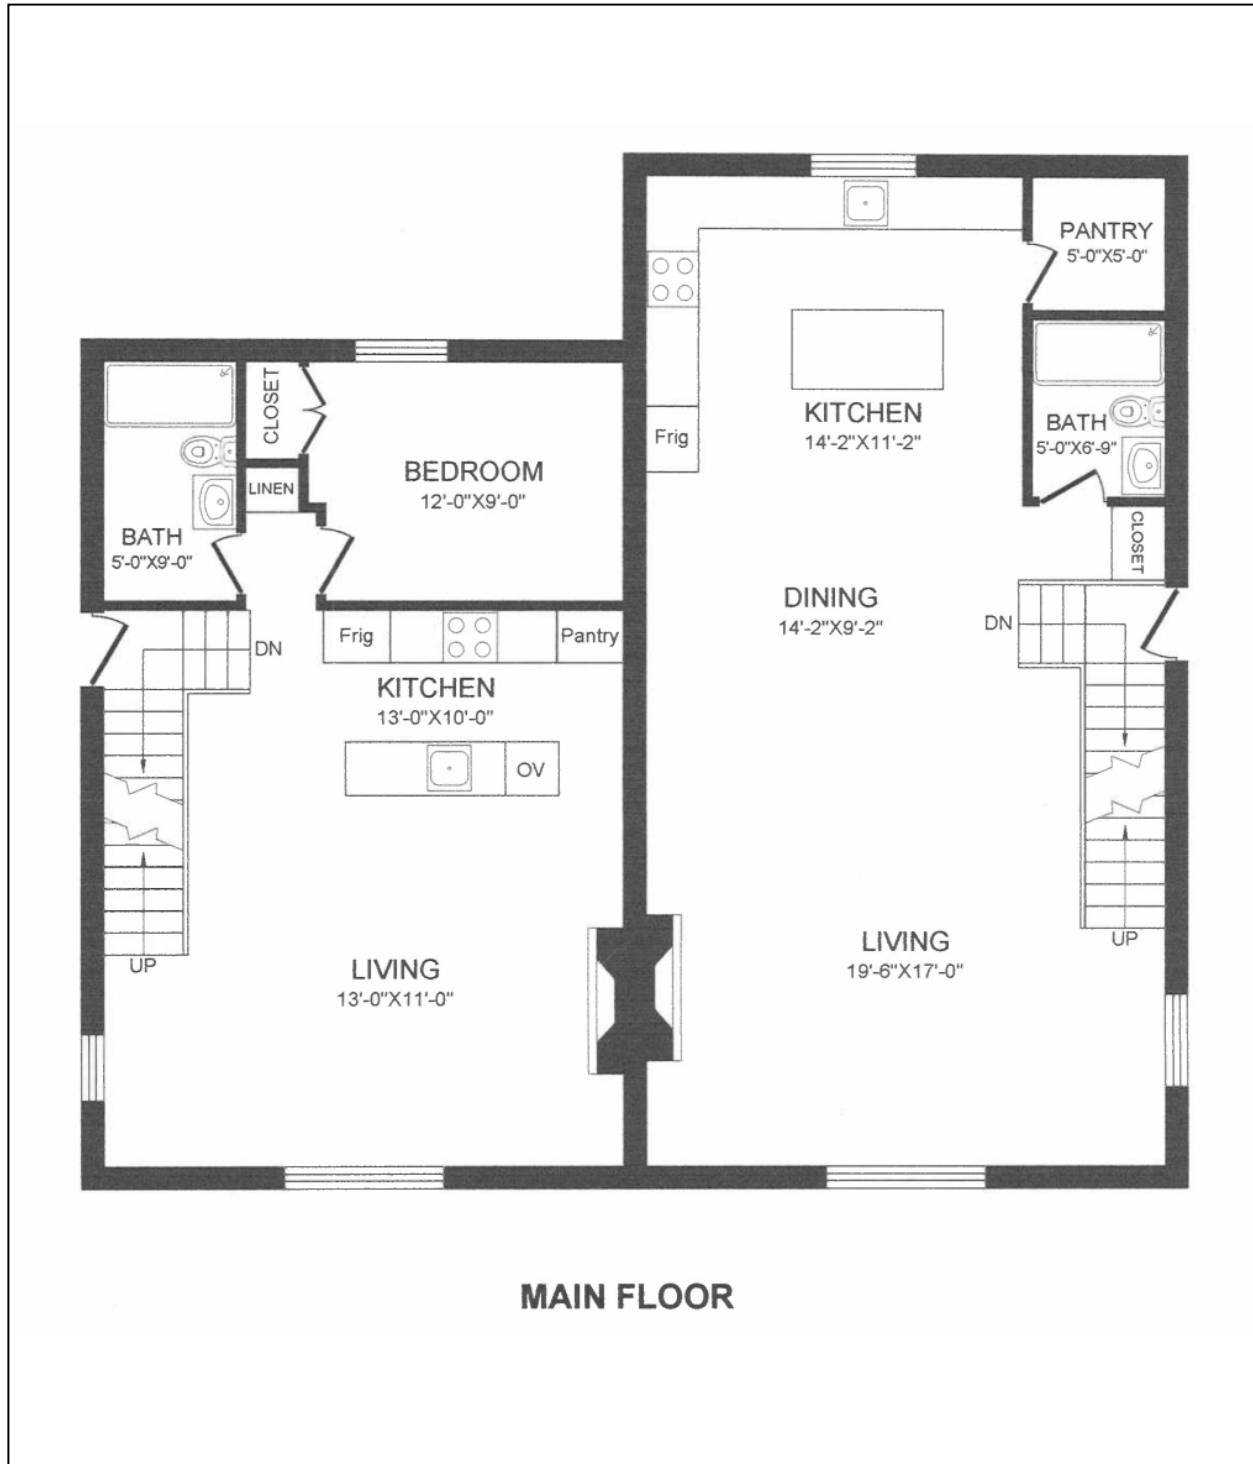 PANTRY
5'-0"X5'-0"
CLOSET
KITCHEN
14'-2"X11'-2"
BATH
5'-0"X6'-9"
Frig
BEDROOM
12'-0"X9'-0"
LINEN
BATH
5'-0"X9'-0"
CLOSET
DINING
14'-2"X9'-2"
DN
Frig
Pantry
DN
KITCHEN
13'-0"X10'-0"
OV
LIVING
19'-6"X17'-0"
UP
UP
LIVING
13'-0"X11'-0"
MAIN FLOOR